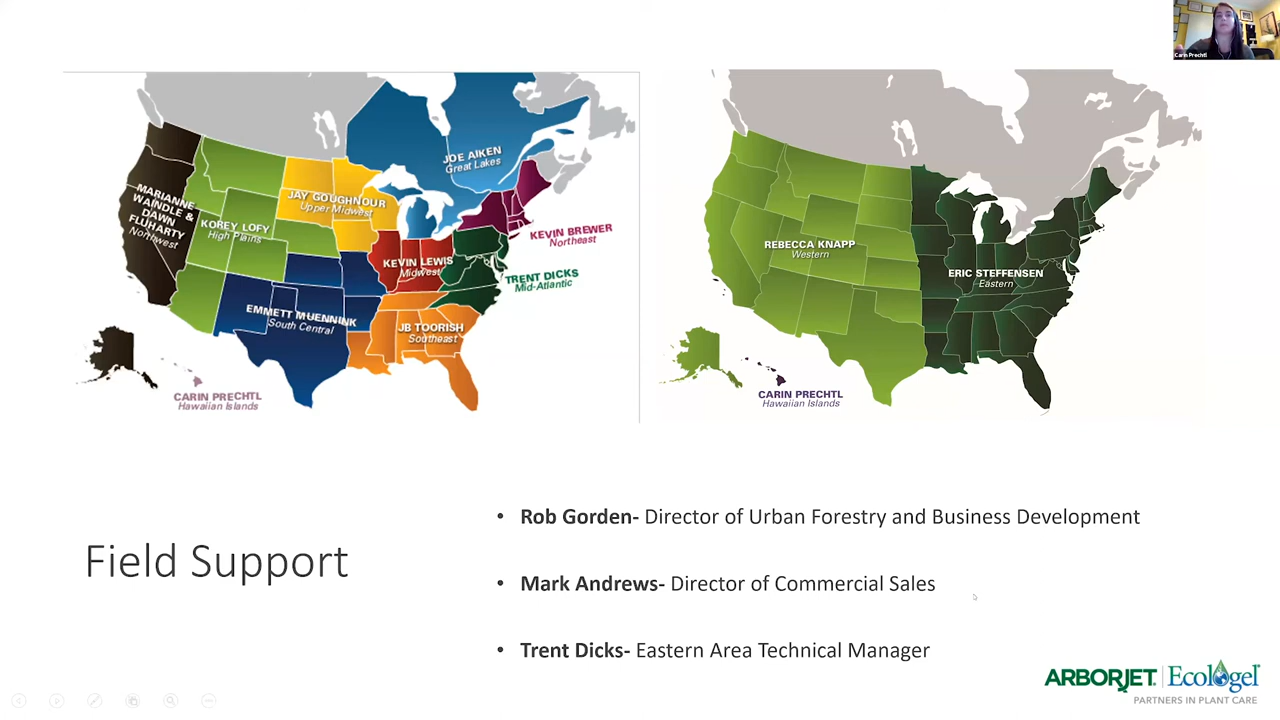 Carin Prechtl
JOE AIKEN
Great Lakes
MARIANNE
WAINDLE &
DAWN
FLUHARTY
Northwest
JAY GOUGHNOUR
Upper Midwest
KOREY LOFY
High Plains
KEVIN BREWER
Northeast
KEVIN LEWIS
Midwest
TRENT DICKS
Mid-Atlantic
EMMETT MUENNINK
South Central
JB TOORISH
Southeast
CARIN PRECHTL
Hawaiian Islands
REBECCA KNAPP
Western
ERIC STEFFENSEN
Eastern
CARIN PRECHTL
Hawaiian Islands
Field Support
• Rob Gorden- Director of Urban Forestry and Business Development
• Mark Andrews- Director of Commercial Sales
• Trent Dicks- Eastern Area Technical Manager
ARBORJET | Ecologel
PARTNERS IN PLANT CARE